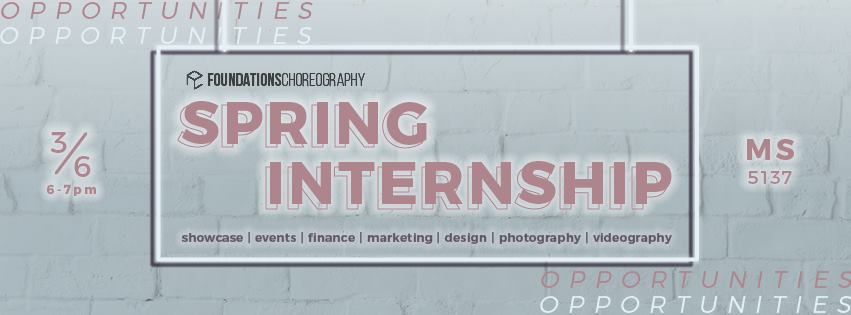 OPPORTUNITIES
OPPORTUNITIES
FOUNDATIONSCHOREOGRAPHY
SPRING
INTERNSHIP
showcase | events | finance | marketing | design | photography | videography
3/6
6-7pm
MS
5137
OPPORTUNITIES
OPPORTUNITIES